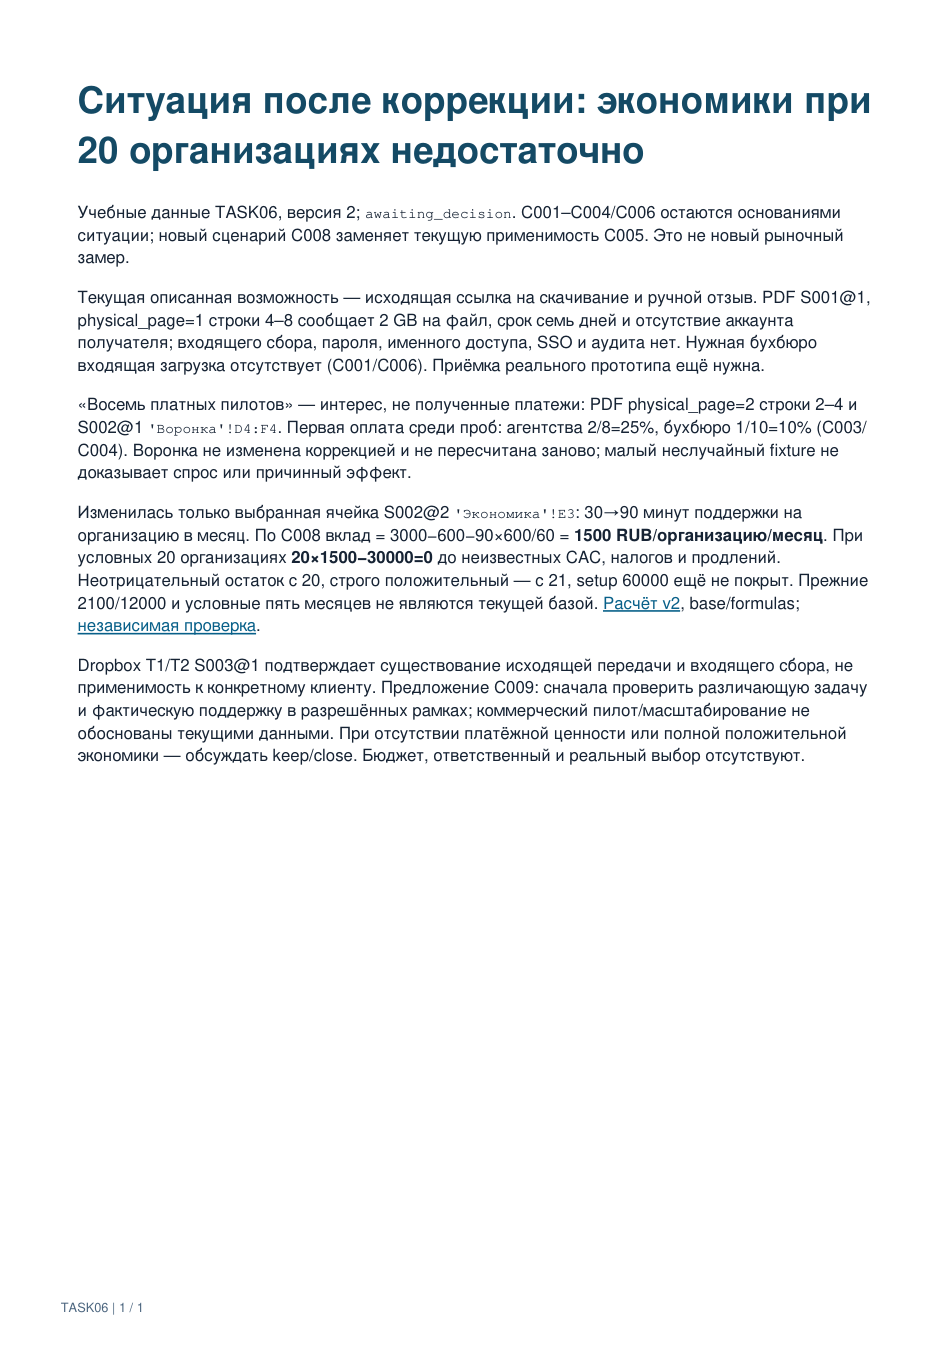 Ситуация после коррекции: экономики при
20 организациях недостаточно
Учебные данные TASK06, версия 2; awaiting_decision. C001–C004/C006 остаются основаниями
ситуации; новый сценарий C008 заменяет текущую применимость C005. Это не новый рыночный
замер.
Текущая описанная возможность — исходящая ссылка на скачивание и ручной отзыв. PDF S001@1,
physical_page=1 строки 4–8 сообщает 2 GB на файл, срок семь дней и отсутствие аккаунта
получателя; входящего сбора, пароля, именного доступа, SSO и аудита нет. Нужная бухбюро
входящая загрузка отсутствует (C001/C006). Приёмка реального прототипа ещё нужна.
«Восемь платных пилотов» — интерес, не полученные платежи: PDF physical_page=2 строки 2–4 и
S002@1 'Воронка'!D4:F4. Первая оплата среди проб: агентства 2/8=25%, бухбюро 1/10=10% (C003/
C004). Воронка не изменена коррекцией и не пересчитана заново; малый неслучайный fixture не
доказывает спрос или причинный эффект.
Изменилась только выбранная ячейка S002@2 'Экономика'!E3: 30→90 минут поддержки на
организацию в месяц. По C008 вклад = 3000−600−90×600/60 = 1500 RUB/организацию/месяц. При
условных 20 организациях 20×1500−30000=0 до неизвестных CAC, налогов и продлений.
Неотрицательный остаток с 20, строго положительный — с 21, setup 60000 ещё не покрыт. Прежние
2100/12000 и условные пять месяцев не являются текущей базой. Расчёт v2, base/formulas;
независимая проверка.
Dropbox T1/T2 S003@1 подтверждает существование исходящей передачи и входящего сбора, не
применимость к конкретному клиенту. Предложение C009: сначала проверить различающую задачу
и фактическую поддержку в разрешённых рамках; коммерческий пилот/масштабирование не
обоснованы текущими данными. При отсутствии платёжной ценности или полной положительной
экономики — обсуждать keep/close. Бюджет, ответственный и реальный выбор отсутствуют.
TASK06 | 1 / 1